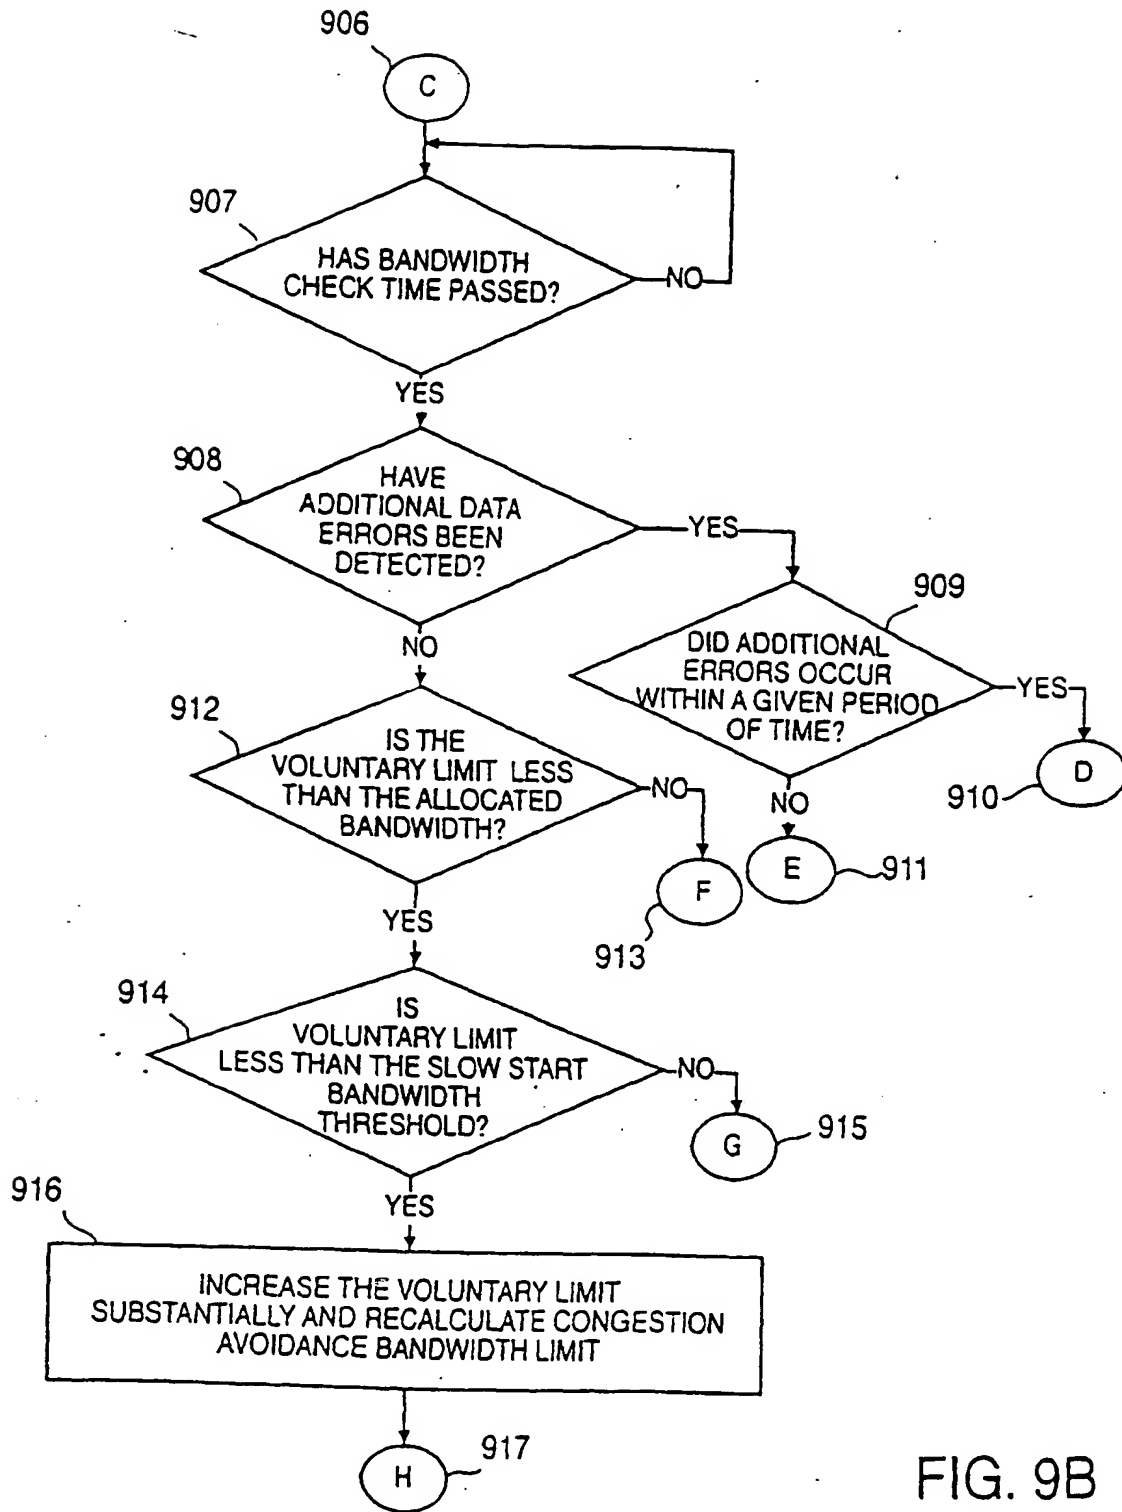 906
C
907
HAS BANDWIDTH
CHECK TIME PASSED?
NO
YES
908
HAVE
ADDITIONAL DATA
ERRORS BEEN
DETECTED?
YES
909
DID ADDITIONAL
ERRORS OCCUR
WITHIN A GIVEN PERIOD
OF TIME?
YES
D
910
NO
E
911
NO
912
IS THE
VOLUNTARY LIMIT LESS
THAN THE ALLOCATED
BANDWIDTH?
NO
F
913
YES
914
IS
VOLUNTARY LIMIT
LESS THAN THE SLOW START
BANDWIDTH
THRESHOLD?
NO
G
915
YES
916
INCREASE THE VOLUNTARY LIMIT
SUBSTANTIALLY AND RECALCULATE CONGESTION
AVOIDANCE BANDWIDTH LIMIT
H
917
FIG. 9B